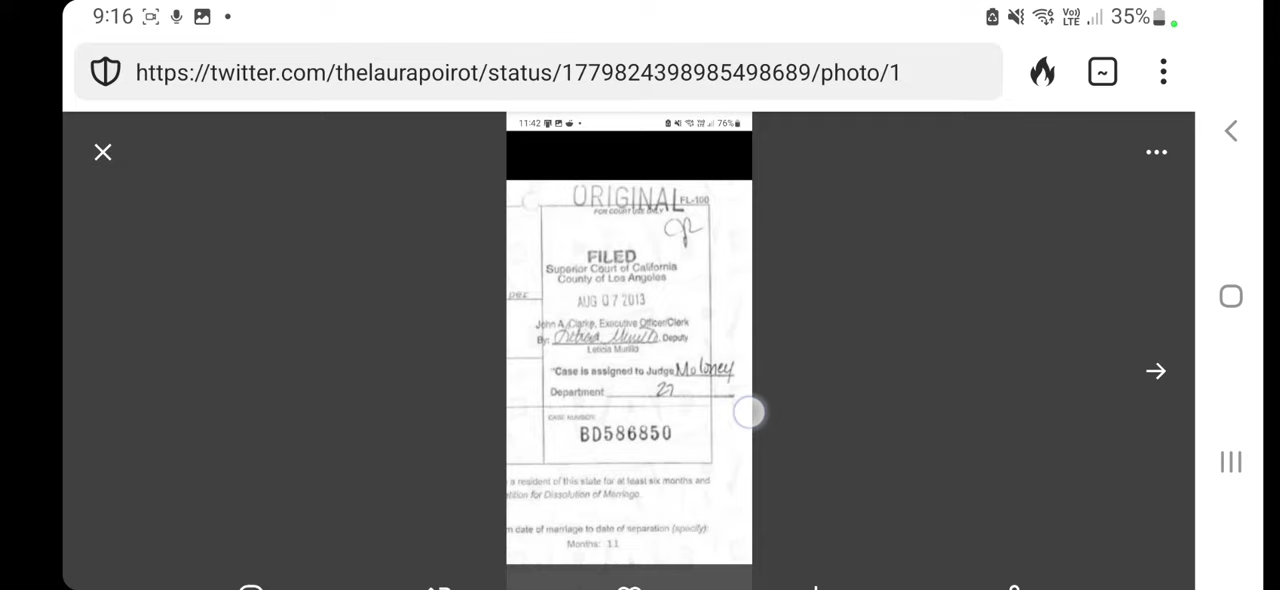 9:16
Vo)) LTE
35%
https://twitter.com/thelaurapoirot/status/1779824398985498689/photo/1
11:42
76%
ORIGINAL
FL-100
FOR COURT USE ONLY
FILED
Superior Court of California
County of Los Angeles
per
AUG 07 2013
John A. Clarke, Executive Officer/Clerk
By: , Deputy
Leticia Murillo
"Case is assigned to Judge Moloney
Department 27
CASE NUMBER:
BD586850
a resident of this state for at least six months and
etition for Dissolution of Marriage.
m date of marriage to date of separation (specify):
Months: 11